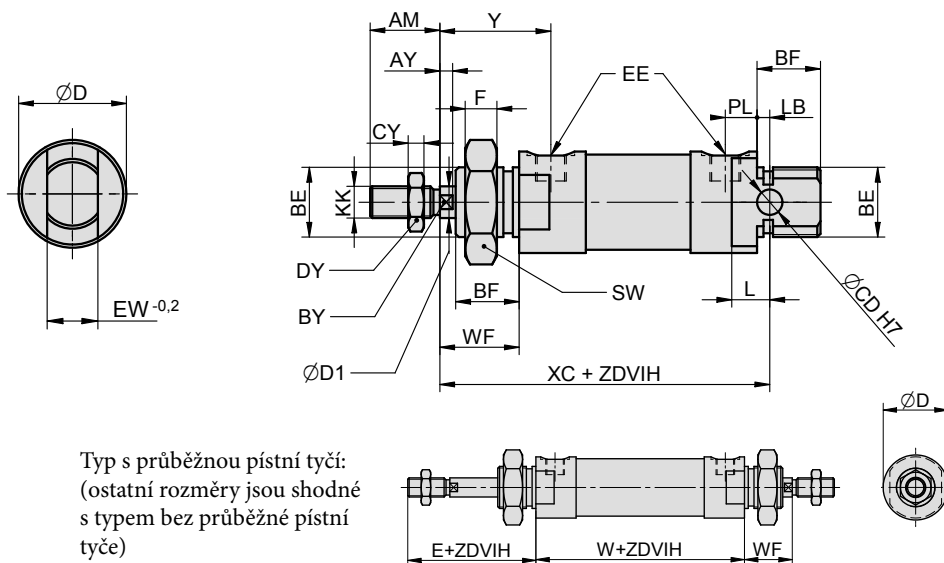 AM
Y
AY
F
EE
BF
PL
LB
CY
ØD
BE
KK
BE
DY
BF
SW
L
ØCD H7
EW -0,2
BY
WF
ØD1
XC + ZDVIH
ØD
Typ s průběžnou pístní tyčí:
(ostatní rozměry jsou shodné
s typem bez průběžné pístní
tyče)
E+ZDVIH
W+ZDVIH
WF